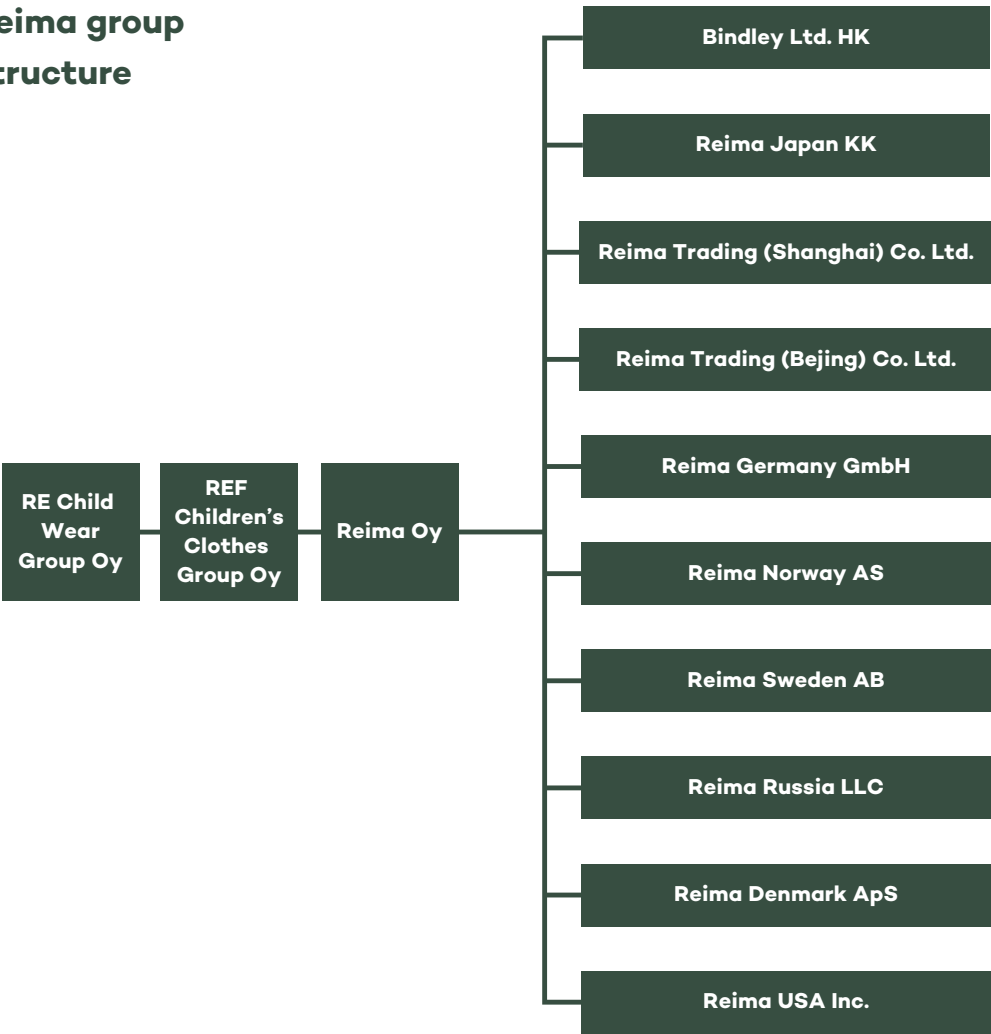 eima group
tructure
Bindley Ltd. HK
Reima Japan KK
Reima Trading (Shanghai) Co. Ltd.
Reima Trading (Bejing) Co. Ltd.
Reima Germany GmbH
RE Child
Wear
Group Oy
REF
Children’s
Clothes
Group Oy
Reima Oy
Reima Norway AS
Reima Sweden AB
Reima Russia LLC
Reima Denmark ApS
Reima USA Inc.